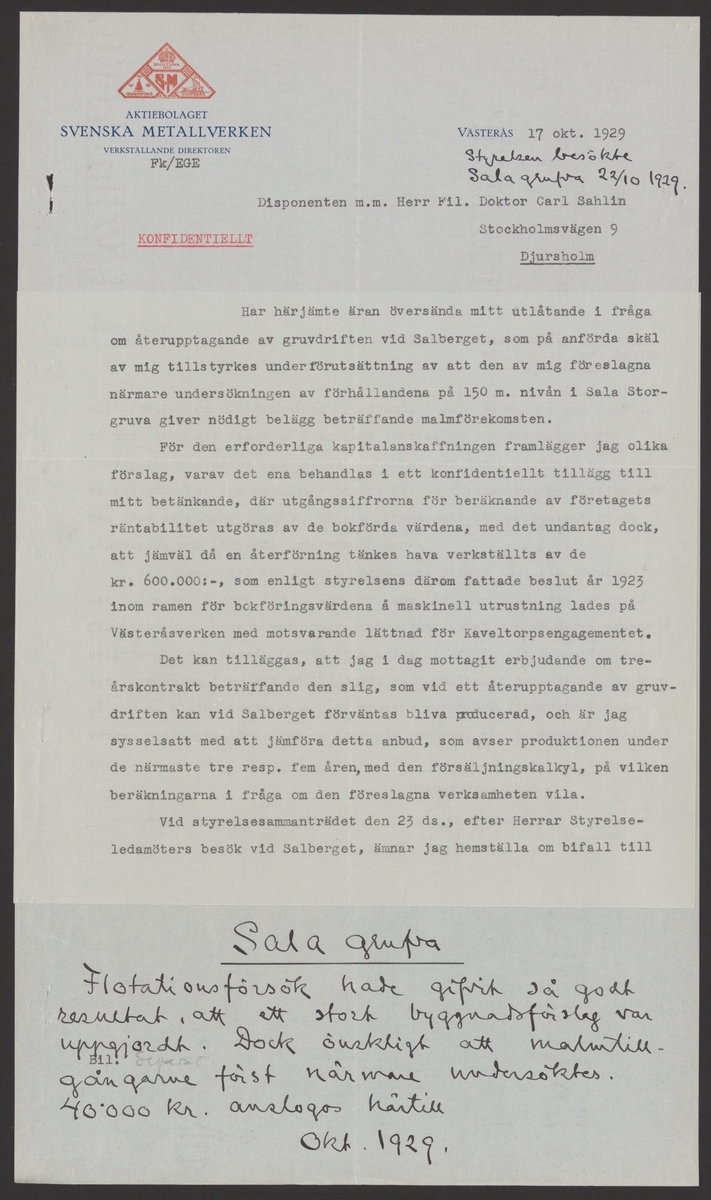 AKTIEBOLAGET
SVENSKA METALLVERKEN
VERKSTÄLLANDE DIREKTÖREN
Fk/EGE
VÄSTERÅS 17 okt. 1929
Styrelsen besökte
Sala grufva 22/10 1929.
Disponenten m.m. Herr Fil. Doktor Carl Sahlin
Stockholmsvägen 9
Djursholm
KONFIDENTIELLT
Har härjämte äran översända mitt utlåtande i fråga
om återupptagande av gruvdriften vid Salberget, som på anförda skäl
av mig tillstyrkes under förutsättning av att den av mig föreslagna
närmare undersökningen av förhållandena på 150 m. nivån i Sala Stor-
gruva giver nödigt belägg beträffande malmförekomsten.
För den erforderliga kapitalanskaffningen framlägger jag olika
förslag, varav det ena behandlas i ett konfidentiellt tillägg till
mitt betänkande, där utgångssiffrorna för beräknande av företagets
räntabilitet utgöras av de bokförda värdena, med det undantag dock,
att jämväl då en återförning tänkes hava verkställts av de
kr. 600.000:-, som enligt styrelsens därom fattade beslut år 1923
inom ramen för bokföringsvärdena å maskinell utrustning lades på
Västeråsverken med motsvarande lättnad för Kaveltorpsengagementet.
Det kan tilläggas, att jag i dag mottagit erbjudande om tre-
årskontrakt beträffande den slig, som vid ett återupptagande av gruv-
driften kan vid Salberget förväntas bliva producerad, och är jag
sysselsatt med att jämföra detta anbud, som avser produktionen under
de närmaste tre resp. fem åren, med den försäljningskalkyl, på vilken
beräkningarna i fråga om den föreslagna verksamheten vila.
Vid styrelsesammanträdet den 23 ds., efter Herrar Styrelse-
ledamöters besök vid Salberget, ämnar jag hemställa om bifall till
Sala grufva
Flotationsförsök hade gifvit så godt
resultat, att ett stort byggnadsförslag var
uppgjordt. Dock önskligt att malmtill-
Bil.
gångarne först närmare undersöktes.
40.000 kr. anslogos härtill
Okt. 1929.